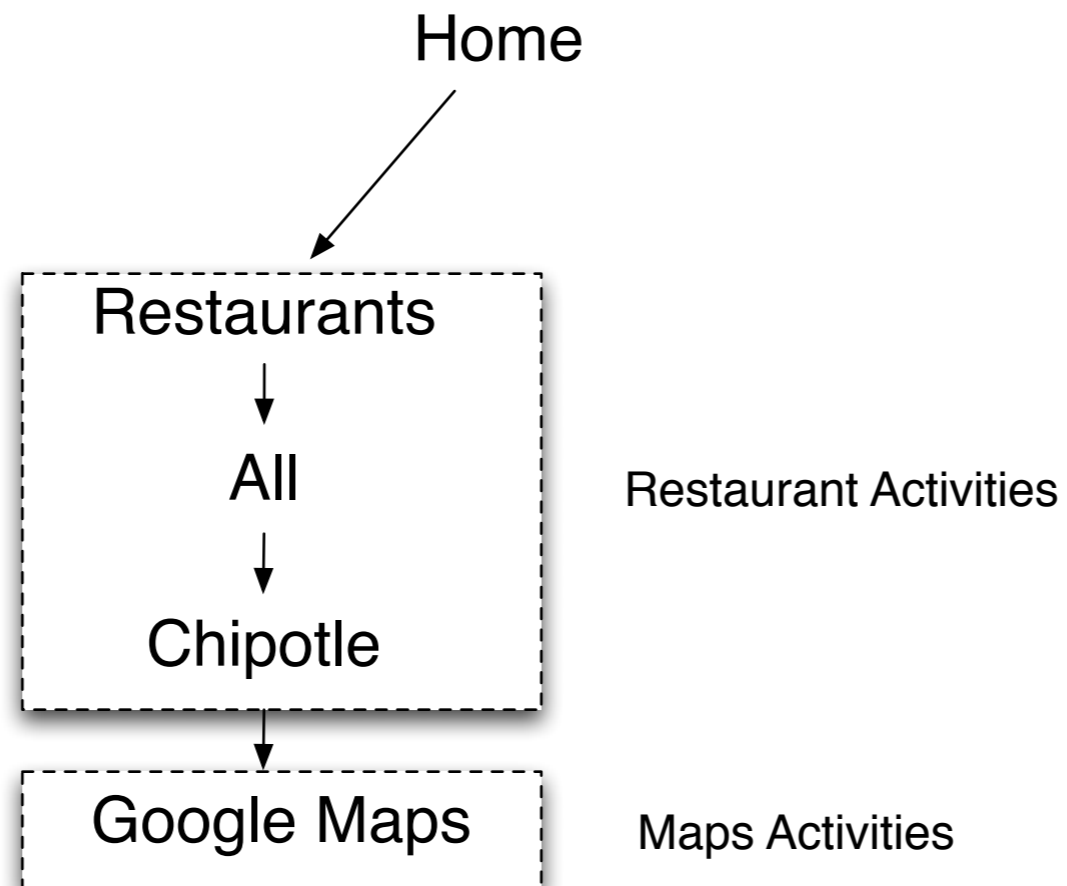 Home
Restaurants
All
Restaurant Activities
Chipotle
Google Maps
Maps Activities